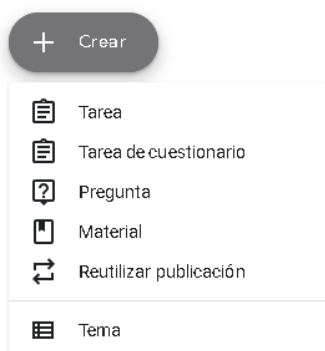 Crear
Tarea
Tarea de cuestionario
Pregunta
Material
Reutilizar publicación
Tema